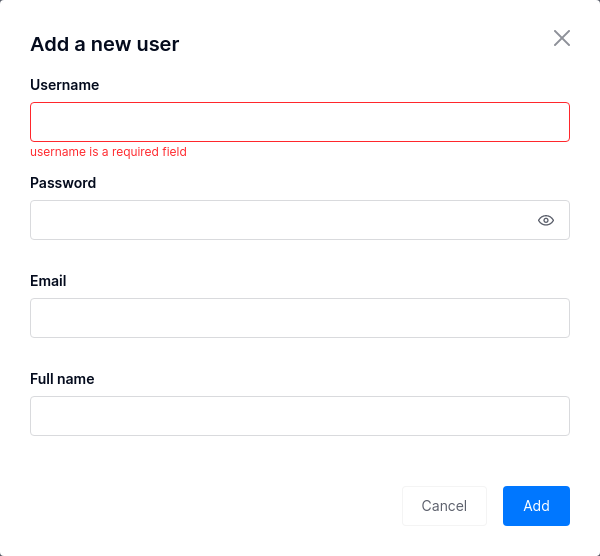 Add a new user
Username
username is a required field
Password
Email
Full name
Cancel
Add